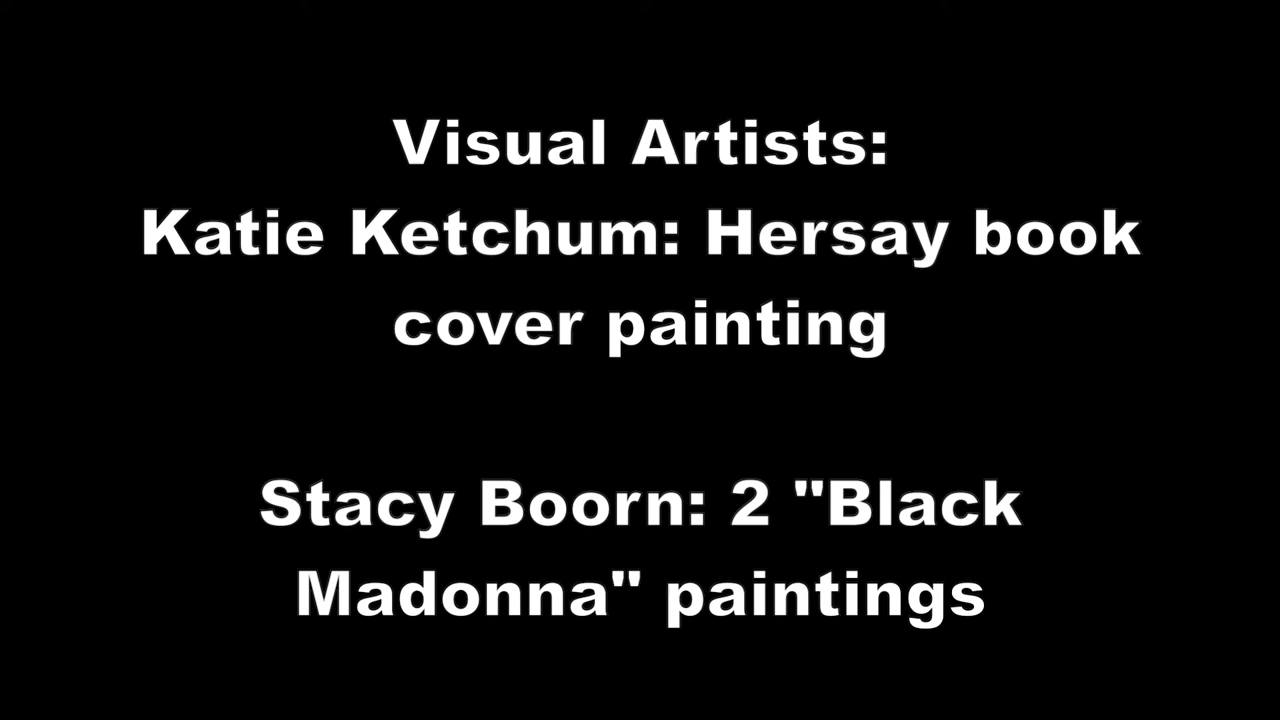 Visual Artists:
Katie Ketchum: Hersay book
cover painting
Stacy Boorn: 2 "Black
Madonna" paintings